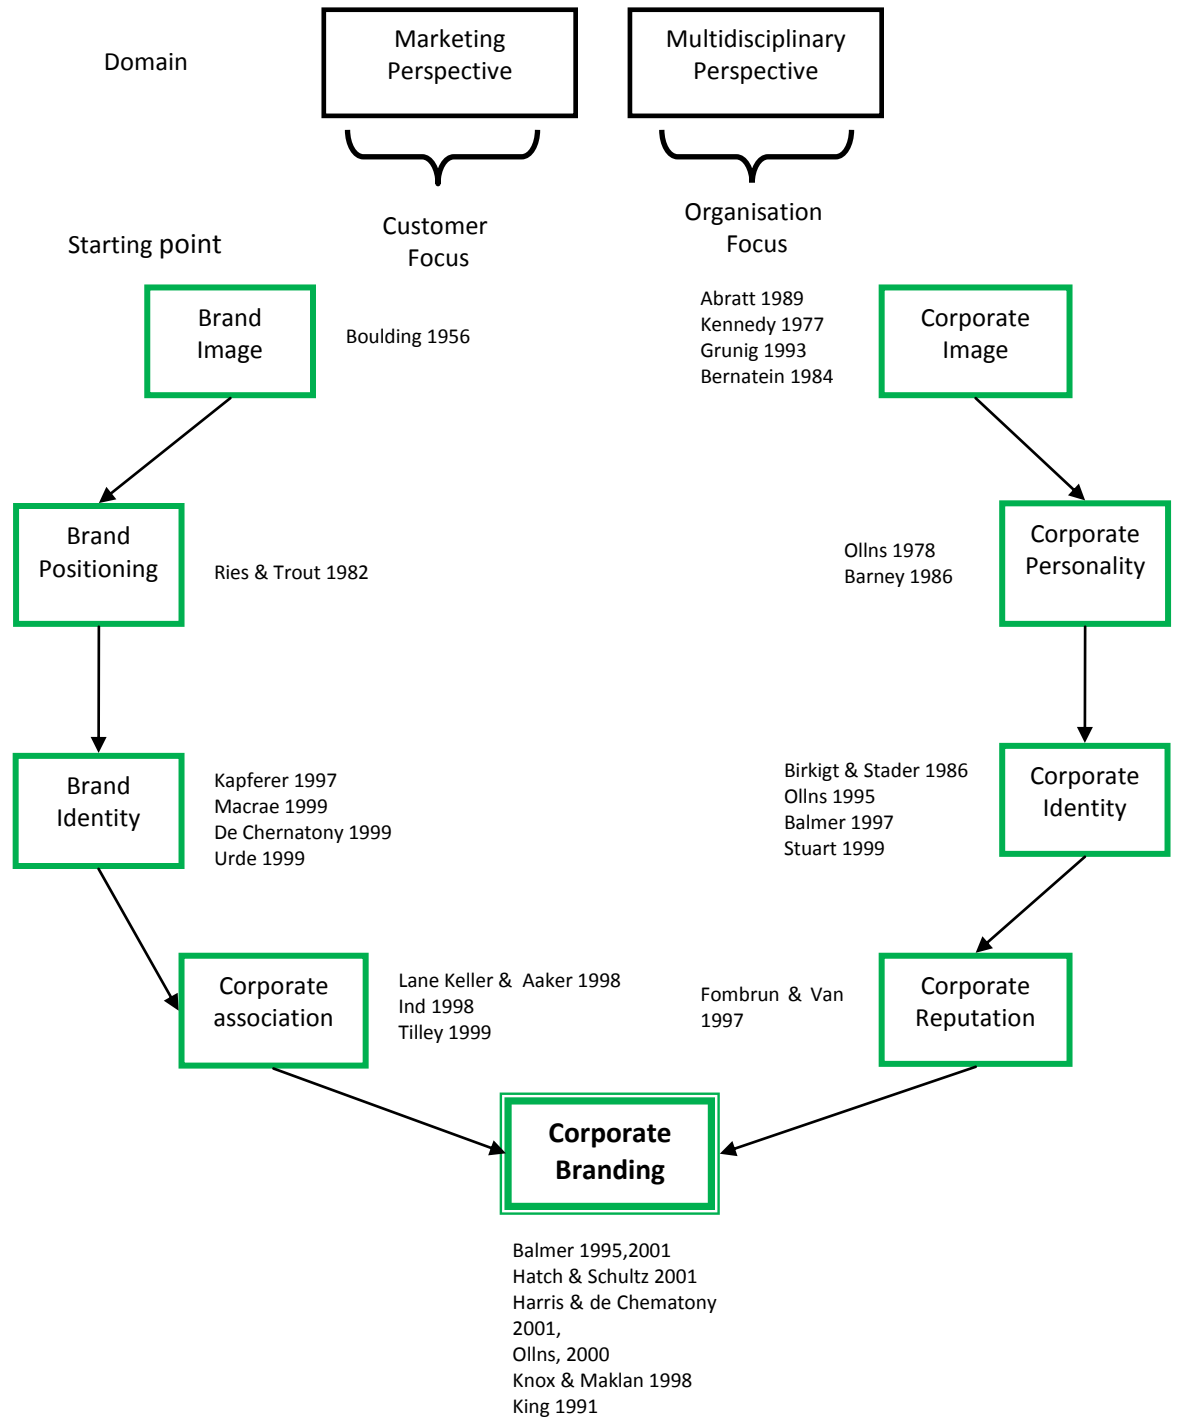 Domain
Marketing
Perspective
Multidisciplinary
Perspective
Starting point
Customer
Focus
Organisation
Focus
Brand
Image
Boulding 1956
Abratt 1989
Kennedy 1977
Grunig 1993
Bernatein 1984
Corporate
Image
Brand
Positioning
Ries & Trout 1982
Ollns 1978
Barney 1986
Corporate
Personality
Brand
Identity
Kapferer 1997
Macrae 1999
De Chernatony 1999
Urde 1999
Birkigt & Stader 1986
Ollns 1995
Balmer 1997
Stuart 1999
Corporate
Identity
Corporate
association
Lane Keller & Aaker 1998
Ind 1998
Tilley 1999
Fombrun & Van
1997
Corporate
Reputation
Corporate
Branding
Balmer 1995,2001
Hatch & Schultz 2001
Harris & de Chematony
2001,
Ollns, 2000
Knox & Maklan 1998
King 1991